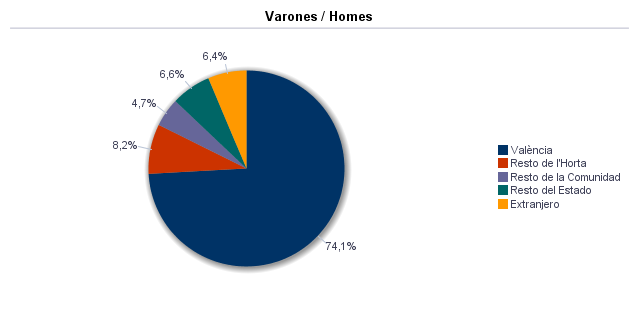 Varones / Homes
6,4%
6,6%
4,7%
8,2%
74,1%
València
Resto de l'Horta
Resto de la Comunidad
Resto del Estado
Extranjero